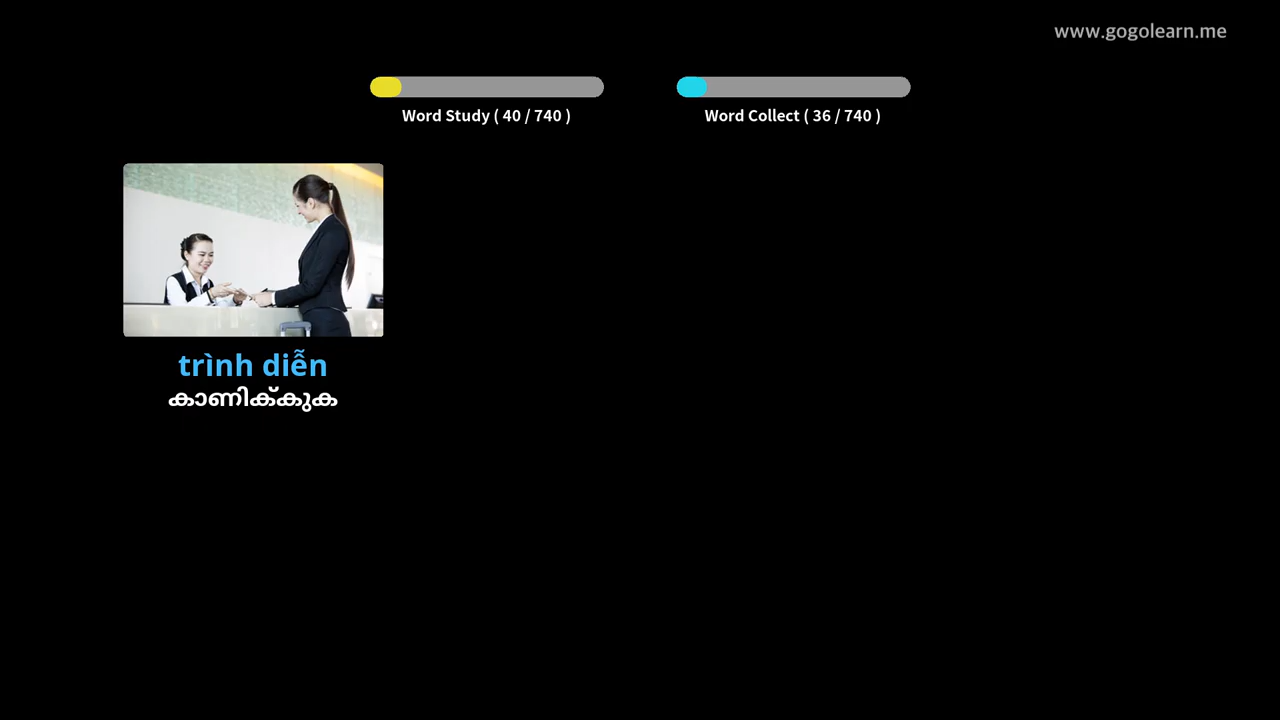 www.gogolearn.me
Word Study ( 40 / 740 )
Word Collect ( 36 / 740 )
trình diễn
കാണിക്കുക